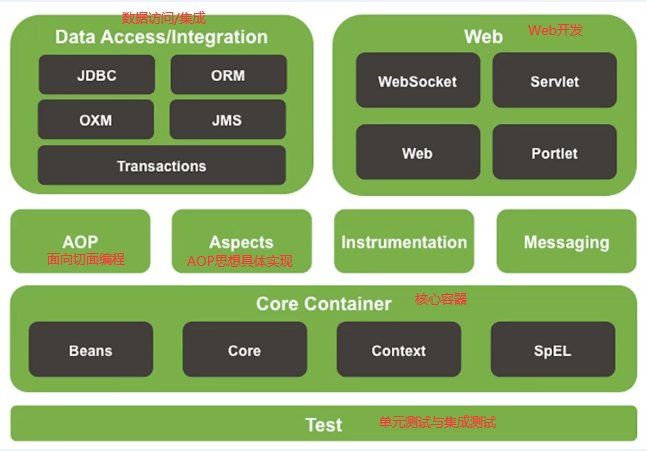 数据访问/集成
Data Access/Integration
JDBC
ORM
OXM
JMS
Transactions
Web
Web开发
WebSocket
Servlet
Web
Portlet
AOP
面向切面编程
Aspects
AOP思想具体实现
Instrumentation
Messaging
Core Container
核心容器
Beans
Core
Context
SpEL
Test
单元测试与集成测试